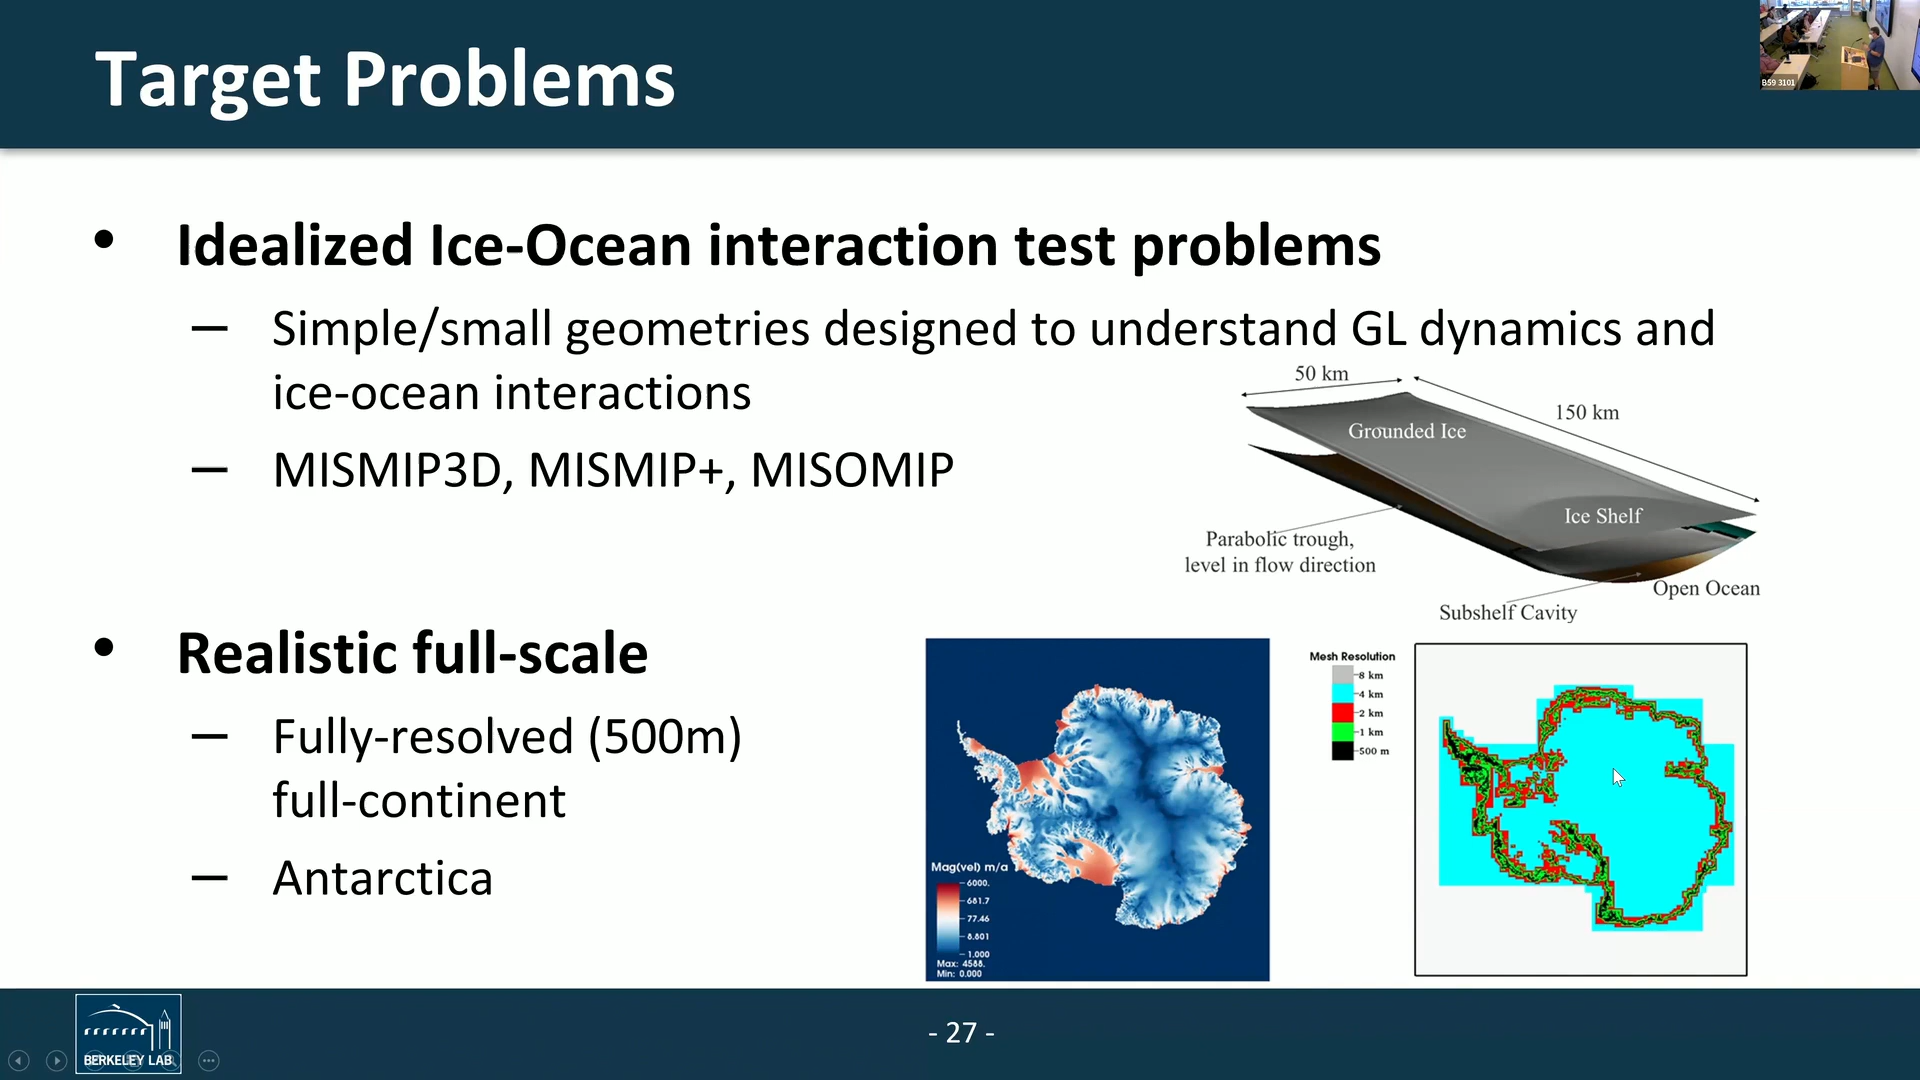 Target Problems
B59 3101
• Idealized Ice-Ocean interaction test problems
– Simple/small geometries designed to understand GL dynamics and
ice-ocean interactions
– MISMIP3D, MISMIP+, MISOMIP
50 km
150 km
Grounded Ice
Ice Shelf
Parabolic trough,
level in flow direction
Open Ocean
Subshelf Cavity
• Realistic full-scale
– Fully-resolved (500m)
full-continent
– Antarctica
Mag(vel) m/a
6000.
681.7
77.46
8.801
1.000
Max: 4588.
Min: 0.000
Mesh Resolution
8 km
4 km
2 km
1 km
500 m
BERKELEY LAB
- 27 -